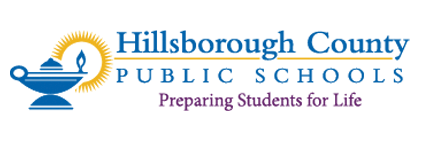 Hillsborough County
PUBLIC SCHOOLS
Preparing Students for Life